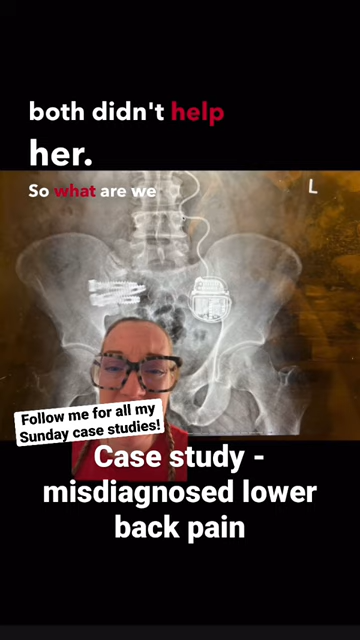 both didn't help
her.
So what are we
L
Follow me for all my
Sunday case studies!
Case study -
misdiagnosed lower
back pain